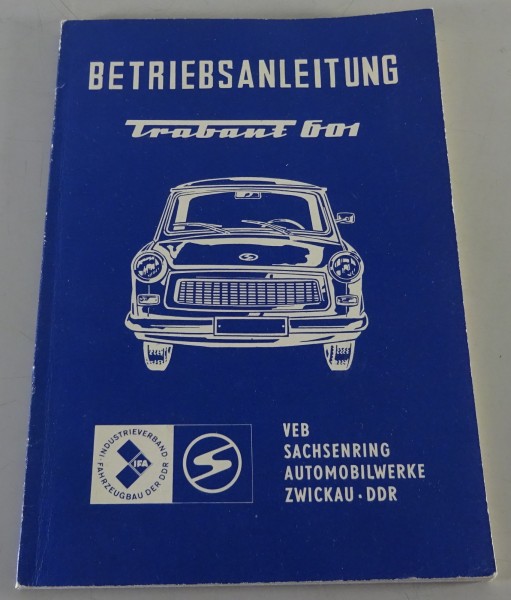 BETRIEBSANLEITUNG
Trabant 601
INDUSTRIEVERBAND
FAHRZEUGBAU DER DDR
IFA
VEB
SACHSENRING
AUTOMOBILWERKE
ZWICKAU · DDR